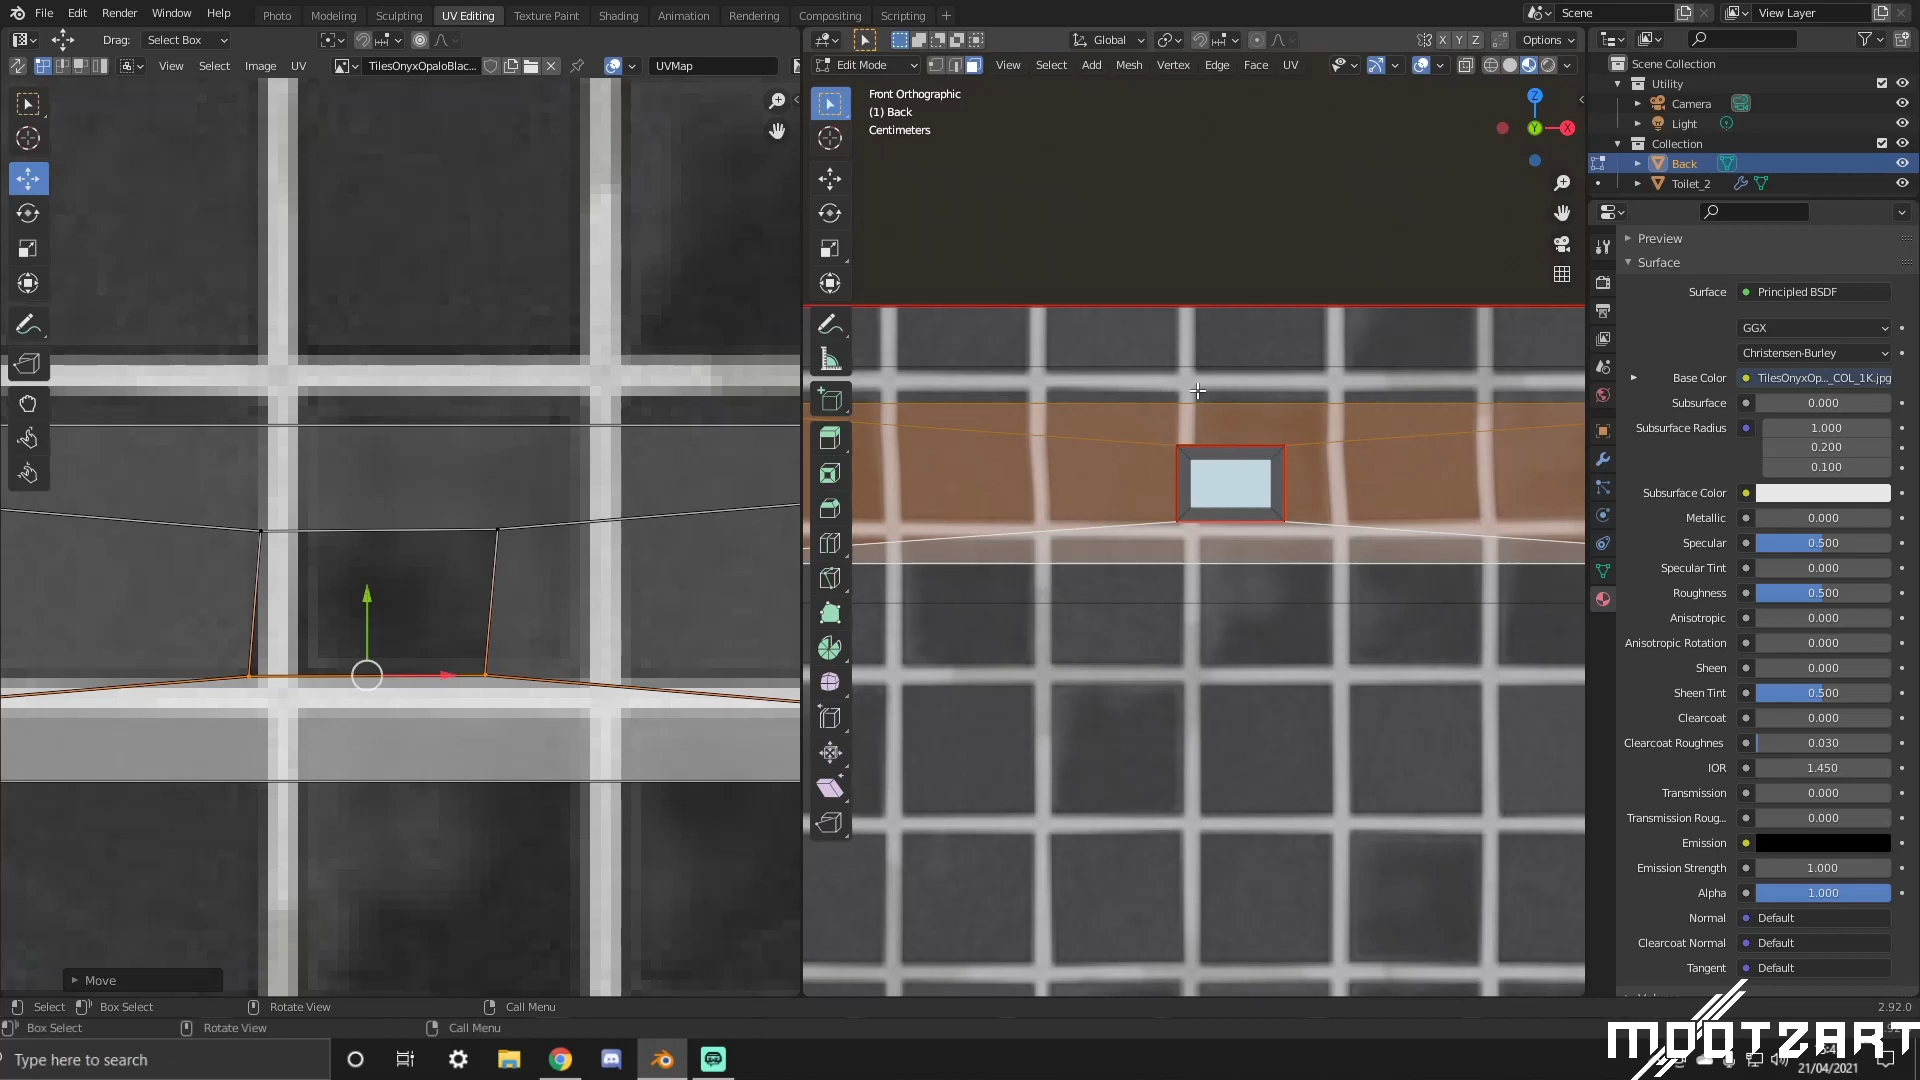 File Edit Render Window Help Photo Modeling Sculpting UV Editing Texture Paint Shading Animation Rendering Compositing Scripting + Scene View Layer
Drag: Select Box Global X Y Z Options
View Select Image UV TilesOnyxOpaloBlac... UVMap Edit Mode View Select Add Mesh Vertex Edge Face UV
Scene Collection
Utility
Camera
Light
Collection
Back
Toilet_2
Front Orthographic
(1) Back
Centimeters
Z
Y
X
Preview
Surface
Surface Principled BSDF
GGX
Christensen-Burley
Base Color TilesOnyxOp..._COL_1K.jpg
Subsurface 0.000
Subsurface Radius 1.000
0.200
0.100
Subsurface Color
Metallic 0.000
Specular 0.500
Specular Tint 0.000
Roughness 0.500
Anisotropic 0.000
Anisotropic Rotation 0.000
Sheen 0.000
Sheen Tint 0.500
Clearcoat 0.000
Clearcoat Roughnes 0.030
IOR 1.450
Transmission 0.000
Transmission Roug... 0.000
Emission
Emission Strength 1.000
Alpha 1.000
Normal Default
Clearcoat Normal Default
Tangent Default
Move
Select Box Select Rotate View Call Menu 2.92.0
Box Select Rotate View Call Menu
MOOTZART
Type here to search
21/04/2021